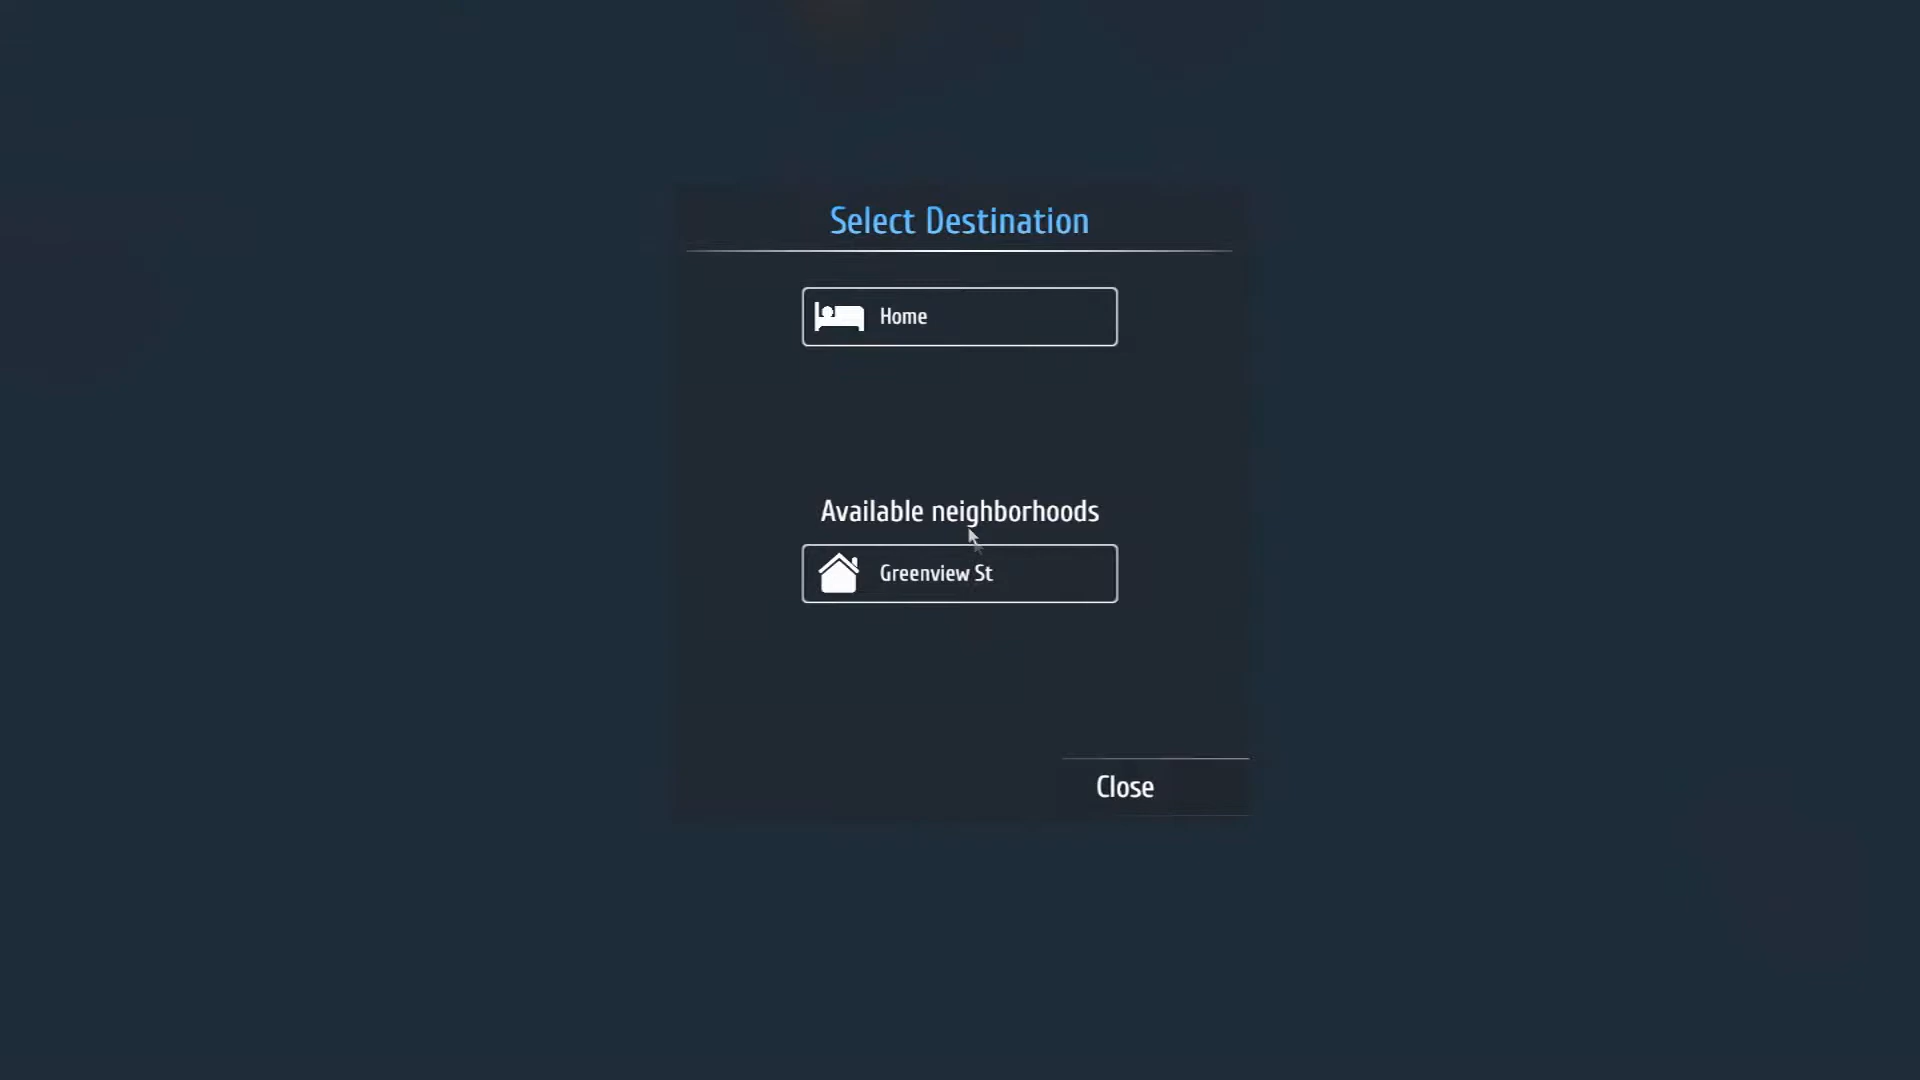 Select Destination
Home
Available neighborhoods
Greenview St
Close